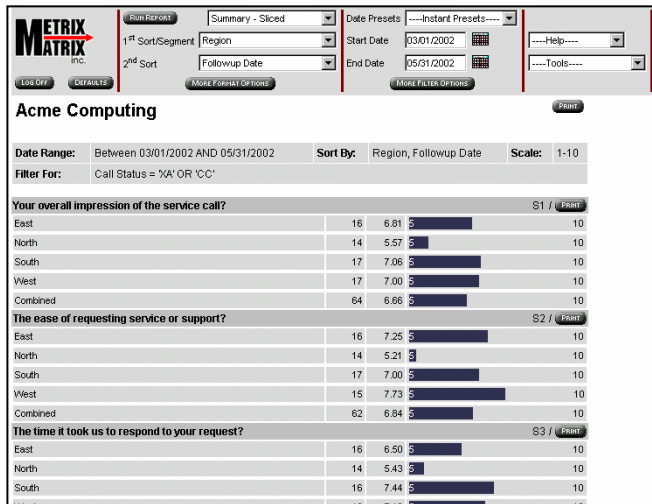 METRIX
MATRIX
inc.
LOG OFF DEFAULTS
RUN REPORT Summary - Sliced
1st Sort/Segment Region
2nd Sort Followup Date
MORE FORMAT OPTIONS
Date Presets ----Instant Presets----
Start Date 03/01/2002
End Date 05/31/2002
MORE FILTER OPTIONS
----Help----
----Tools----
Acme Computing PRINT
Date Range: Between 03/01/2002 AND 05/31/2002 Sort By: Region, Followup Date Scale: 1-10
Filter For: Call Status = 'XA' OR 'CC'
Your overall impression of the service call? S1 / PRINT
East 16 6.81 5 10
North 14 5.57 5 10
South 17 7.06 5 10
West 17 7.00 5 10
Combined 64 6.66 5 10
The ease of requesting service or support? S2 / PRINT
East 16 7.25 5 10
North 14 5.21 5 10
South 17 7.00 5 10
West 15 7.73 5 10
Combined 62 6.84 5 10
The time it took us to respond to your request? S3 / PRINT
East 16 6.50 5 10
North 14 5.43 5 10
South 16 7.44 5 10